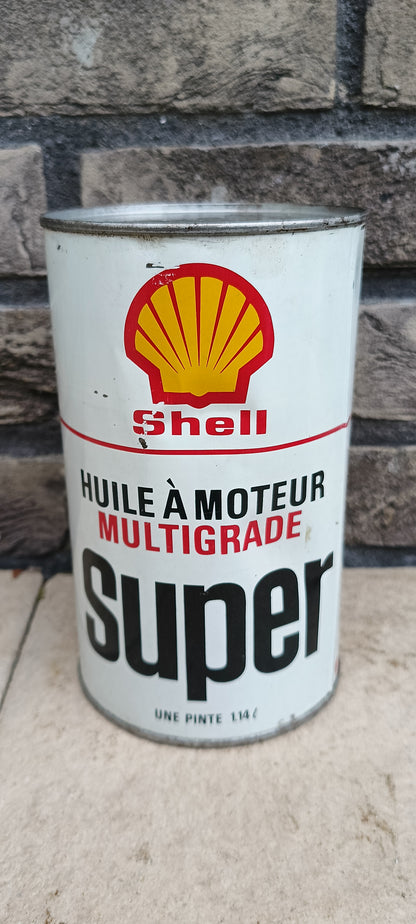 Shell
HUILE À MOTEUR
MULTIGRADE
Super
UNE PINTE 1.14 ℓ